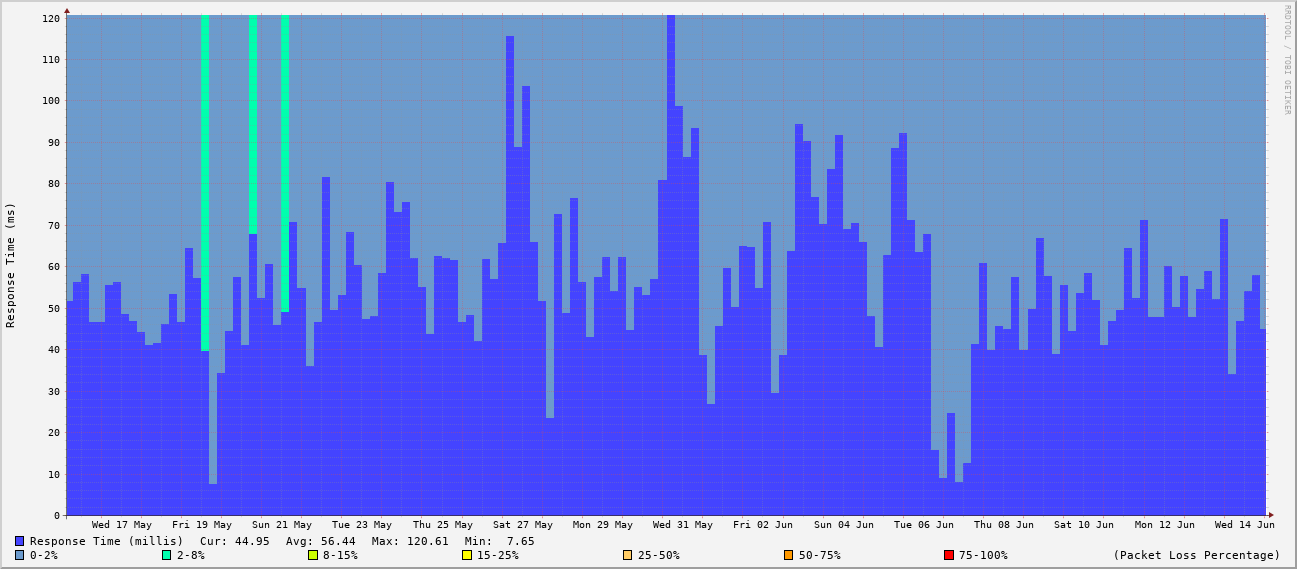 120
110
100
90
80
70
60
50
40
30
20
10
0
Response Time (ms)
RRDTOOL / TOBI OETIKER
Wed 17 May Fri 19 May Sun 21 May Tue 23 May Thu 25 May Sat 27 May Mon 29 May Wed 31 May Fri 02 Jun Sun 04 Jun Tue 06 Jun Thu 08 Jun Sat 10 Jun Mon 12 Jun Wed 14 Jun
Response Time (millis) Cur: 44.95 Avg: 56.44 Max: 120.61 Min: 7.65
0-2% 2-8% 8-15% 15-25% 25-50% 50-75% 75-100% (Packet Loss Percentage)